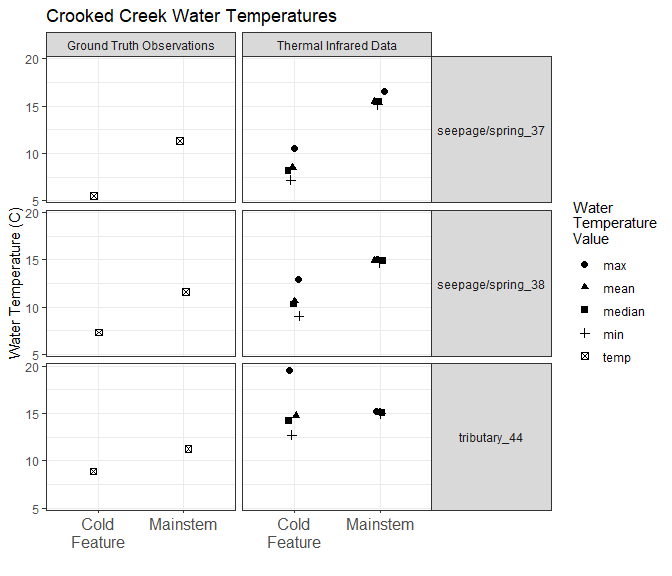 Crooked Creek Water Temperatures
Ground Truth Observations
Thermal Infrared Data
Water Temperature (C)
20
15
10
5
seepage/spring_37
20
15
10
5
seepage/spring_38
20
15
10
5
tributary_44
Cold
Feature
Mainstem
Cold
Feature
Mainstem
Water
Temperature
Value
max
mean
median
min
temp